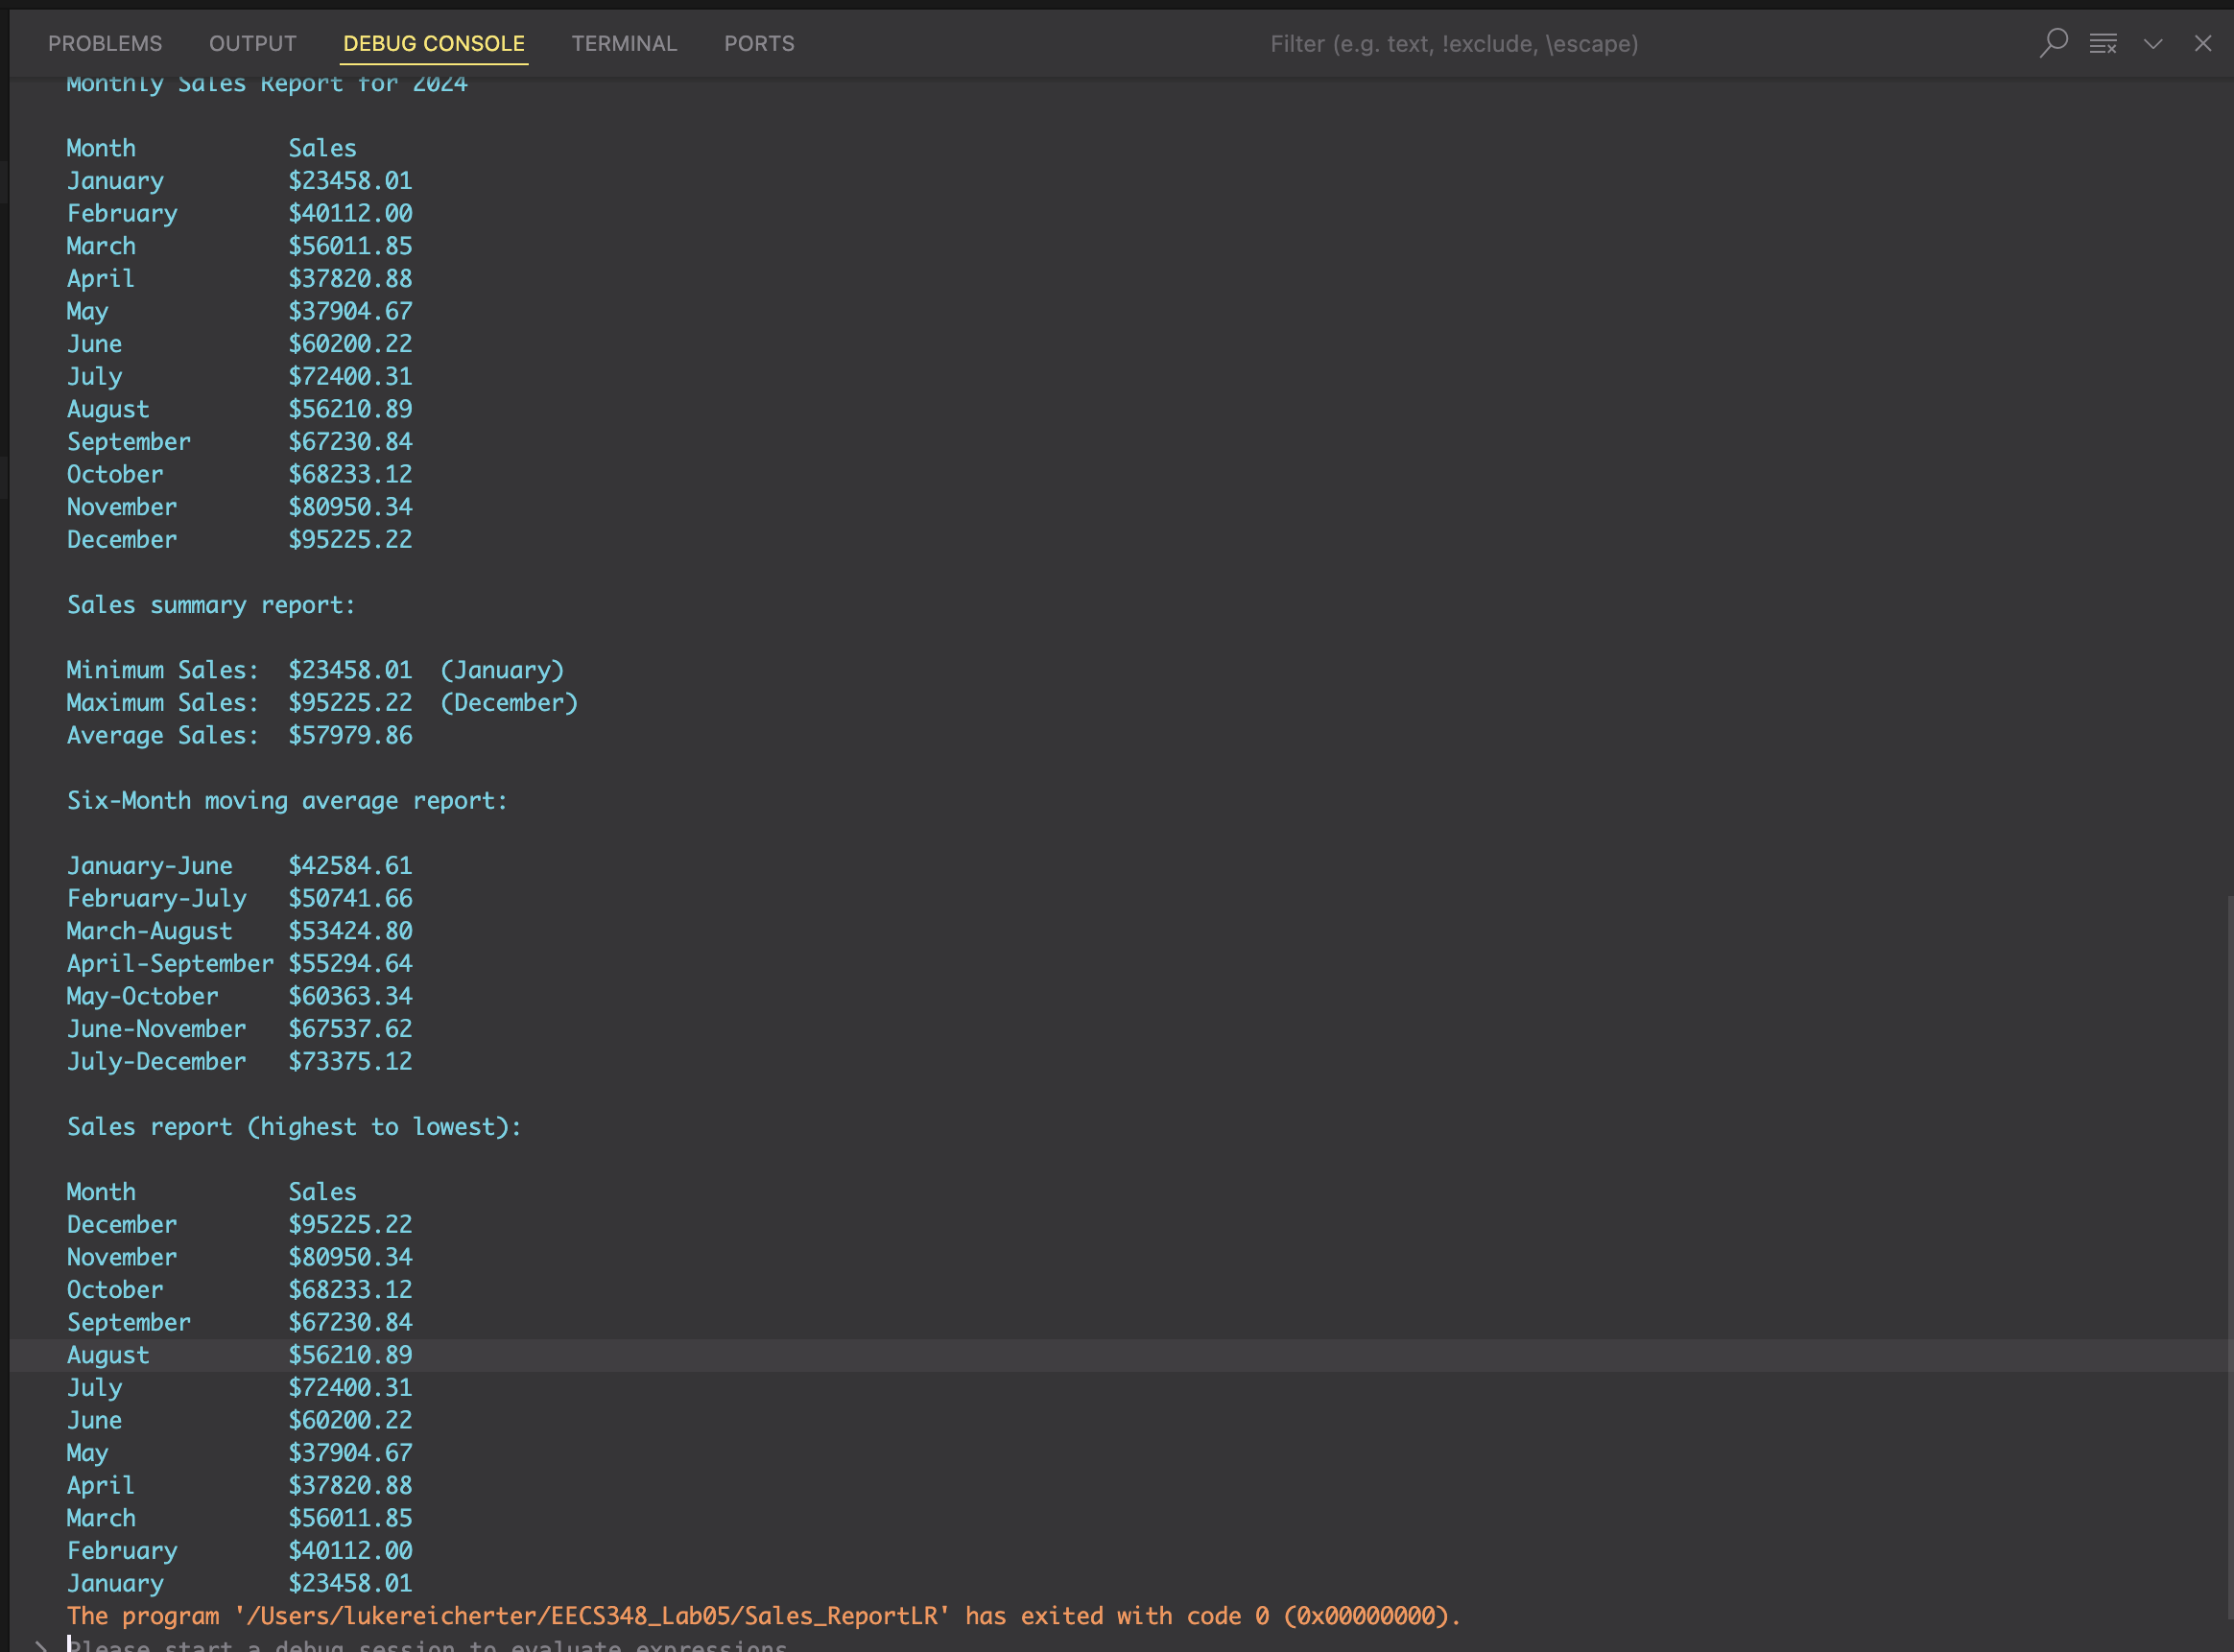 PROBLEMS OUTPUT DEBUG CONSOLE TERMINAL PORTS Filter (e.g. text, !exclude, \escape)
Monthly Sales Report for 2024
Month Sales
January $23458.01
February $40112.00
March $56011.85
April $37820.88
May $37904.67
June $60200.22
July $72400.31
August $56210.89
September $67230.84
October $68233.12
November $80950.34
December $95225.22
Sales summary report:
Minimum Sales: $23458.01 (January)
Maximum Sales: $95225.22 (December)
Average Sales: $57979.86
Six-Month moving average report:
January-June $42584.61
February-July $50741.66
March-August $53424.80
April-September $55294.64
May-October $60363.34
June-November $67537.62
July-December $73375.12
Sales report (highest to lowest):
Month Sales
December $95225.22
November $80950.34
October $68233.12
September $67230.84
August $56210.89
July $72400.31
June $60200.22
May $37904.67
April $37820.88
March $56011.85
February $40112.00
January $23458.01
The program '/Users/lukereicherter/EECS348_Lab05/Sales_ReportLR' has exited with code 0 (0x00000000).
Please start a debug session to evaluate expressions